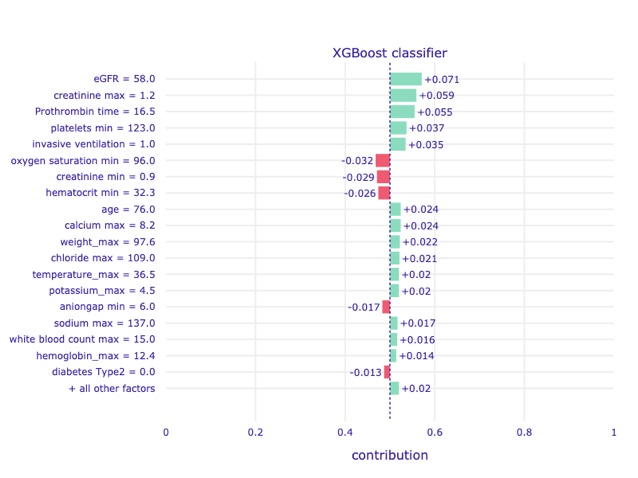 XGBoost classifier
eGFR = 58.0 +0.071
creatinine max = 1.2 +0.059
Prothrombin time = 16.5 +0.055
platelets min = 123.0 +0.037
invasive ventilation = 1.0 +0.035
oxygen saturation min = 96.0 -0.032
creatinine min = 0.9 -0.029
hematocrit min = 32.3 -0.026
age = 76.0 +0.024
calcium max = 8.2 +0.024
weight_max = 97.6 +0.022
chloride max = 109.0 +0.021
temperature_max = 36.5 +0.02
potassium_max = 4.5 +0.02
aniongap min = 6.0 -0.017
sodium max = 137.0 +0.017
white blood count max = 15.0 +0.016
hemoglobin_max = 12.4 +0.014
diabetes Type2 = 0.0 -0.013
+ all other factors +0.02
0 0.2 0.4 0.6 0.8 1
contribution